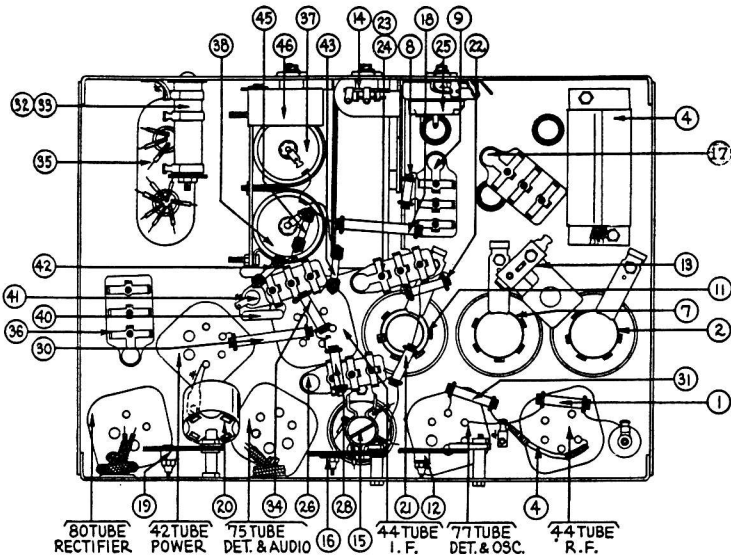 45 37 18 9
38 46 43 14 23 24 8 25 22
32 33
4
35
17
42
13
41
11
40
7
36
2
30
31
1
19 20 34 26 16 28 15 21 12 4
80 TUBE RECTIFIER
42 TUBE POWER
75 TUBE DET. & AUDIO
44 TUBE I.F.
77 TUBE DET. & OSC.
44 TUBE R.F.